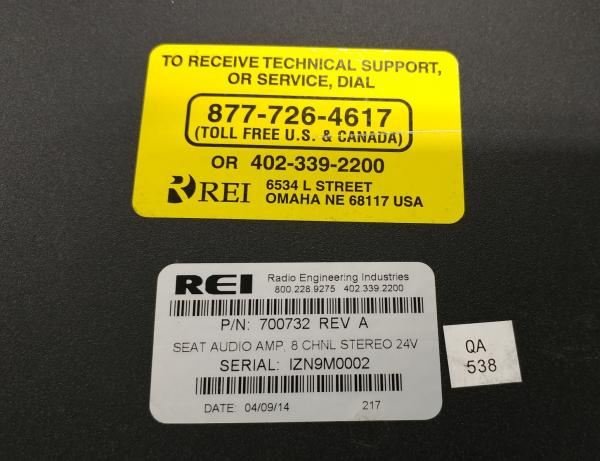 TO RECEIVE TECHNICAL SUPPORT,
OR SERVICE, DIAL
877-726-4617
(TOLL FREE U.S. & CANADA)
OR 402-339-2200
REI
6534 L STREET
OMAHA NE 68117 USA
REI
Radio Engineering Industries
800.228.9275 402.339.2200
P/N: 700732 REV A
SEAT AUDIO AMP, 8 CHNL STEREO 24V
SERIAL: IZN9M0002
DATE: 04/09/14 217
QA
538